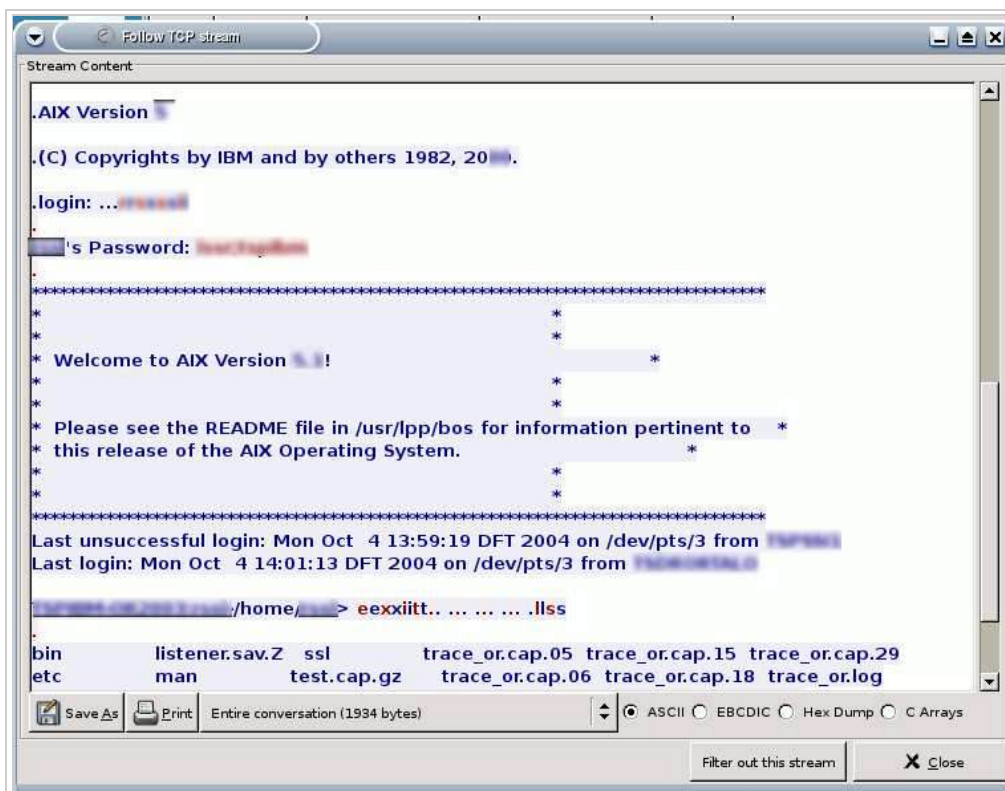 Follow TCP stream
Stream Content
.AIX Version
.(C) Copyrights by IBM and by others 1982, 20 .
.login: ...
.
's Password:
.
*******************************************************************************
* *
* *
* Welcome to AIX Version ! *
* *
* *
* Please see the README file in /usr/lpp/bos for information pertinent to *
* this release of the AIX Operating System. *
* *
* *
*******************************************************************************
Last unsuccessful login: Mon Oct 4 13:59:19 DFT 2004 on /dev/pts/3 from
Last login: Mon Oct 4 14:01:13 DFT 2004 on /dev/pts/3 from
/home/ > eexxiitt.. ... ... ... .llss
.
bin listener.sav.Z ssl trace_or.cap.05 trace_or.cap.15 trace_or.cap.29
etc man test.cap.gz trace_or.cap.06 trace_or.cap.18 trace_or.log
Save As Print Entire conversation (1934 bytes) ASCII EBCDIC Hex Dump C Arrays
Filter out this stream Close